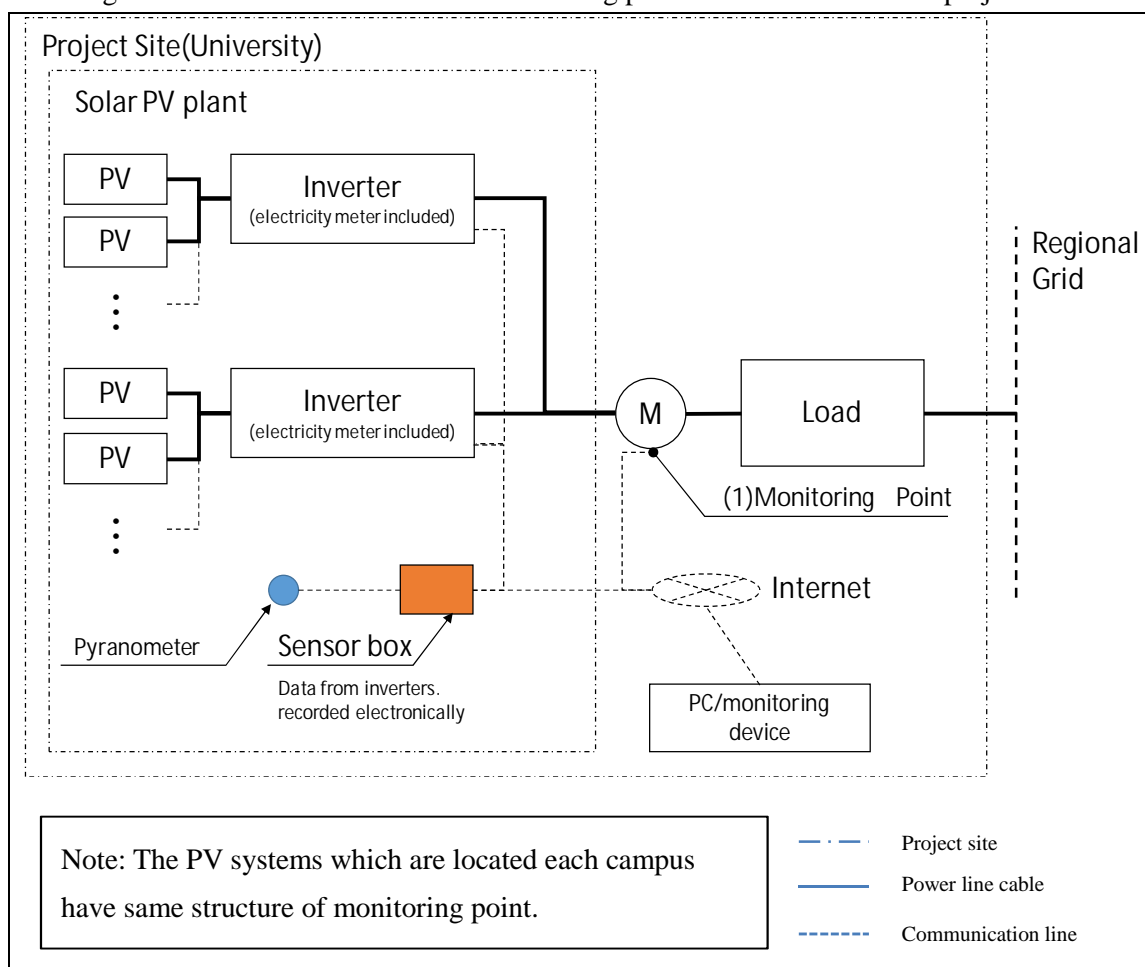 Project Site(University)
Solar PV plant
PV
Inverter
(electricity meter included)
PV
PV
Inverter
(electricity meter included)
PV
M
Load
Regional
Grid
(1)Monitoring Point
Internet
Pyranometer
Sensor box
Data from inverters.
recorded electronically
PC/monitoring
device
Note: The PV systems which are located each campus
have same structure of monitoring point.
Project site
Power line cable
Communication line